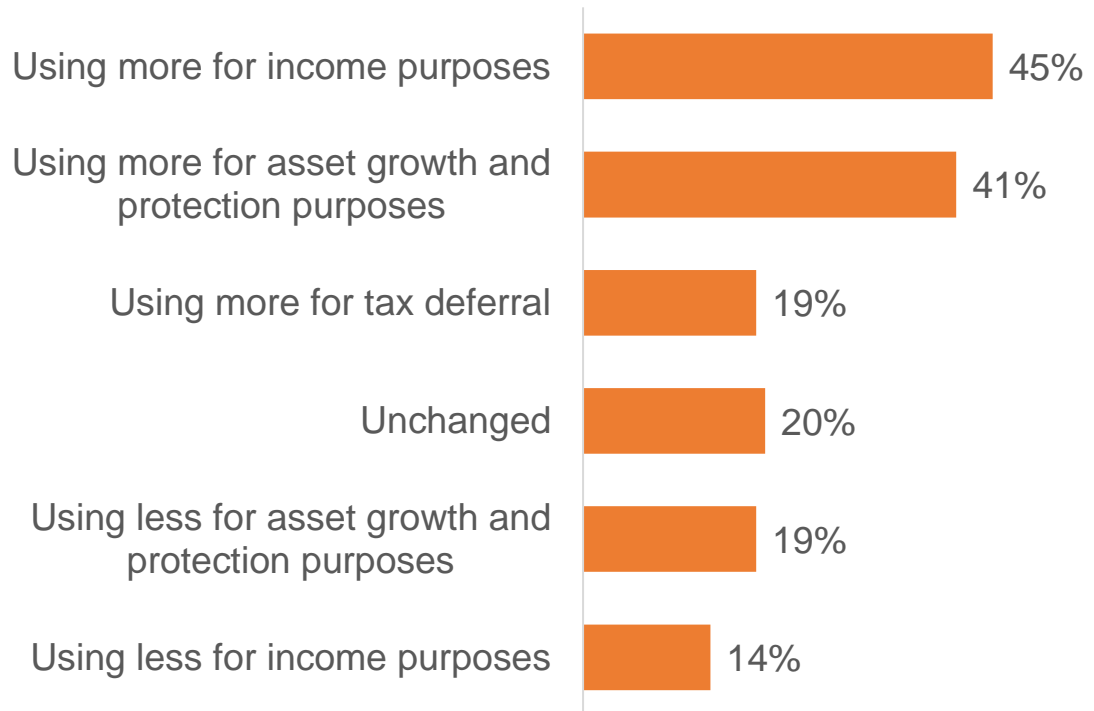 Using more for income purposes
45%
Using more for asset growth and
protection purposes
41%
Using more for tax deferral
19%
Unchanged
20%
Using less for asset growth and
protection purposes
19%
Using less for income purposes
14%